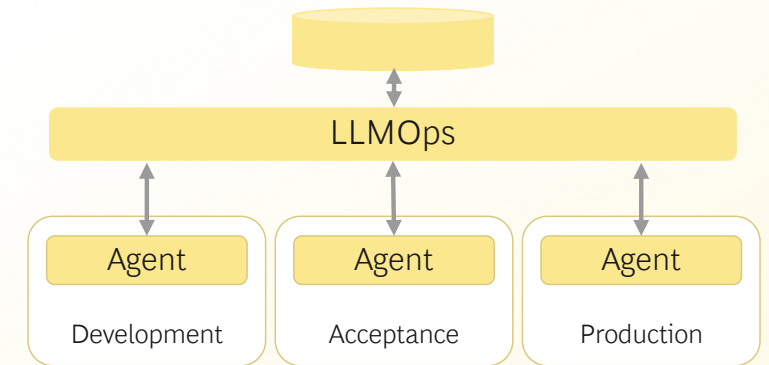 LLMOps
Agent
Agent
Agent
Development
Acceptance
Production